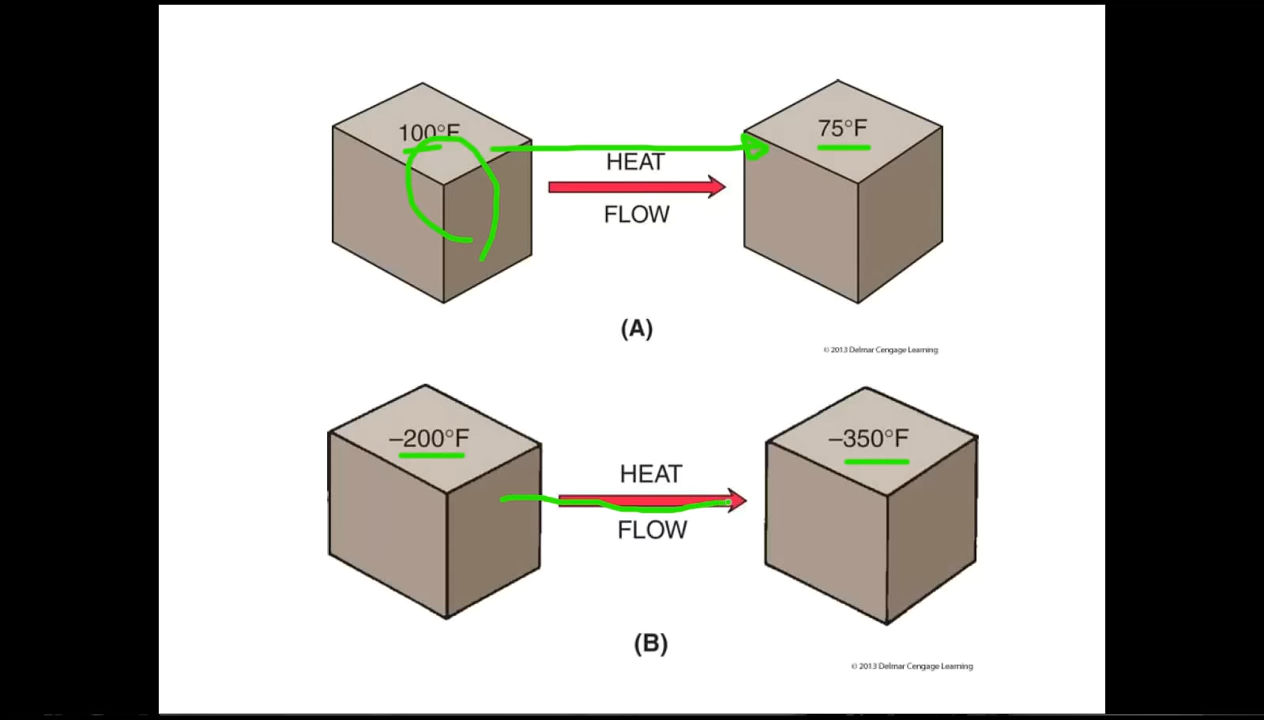 100°F
75°F
HEAT
FLOW
(A)
© 2013 Delmar Cengage Learning
–200°F
–350°F
HEAT
FLOW
(B)
© 2013 Delmar Cengage Learning